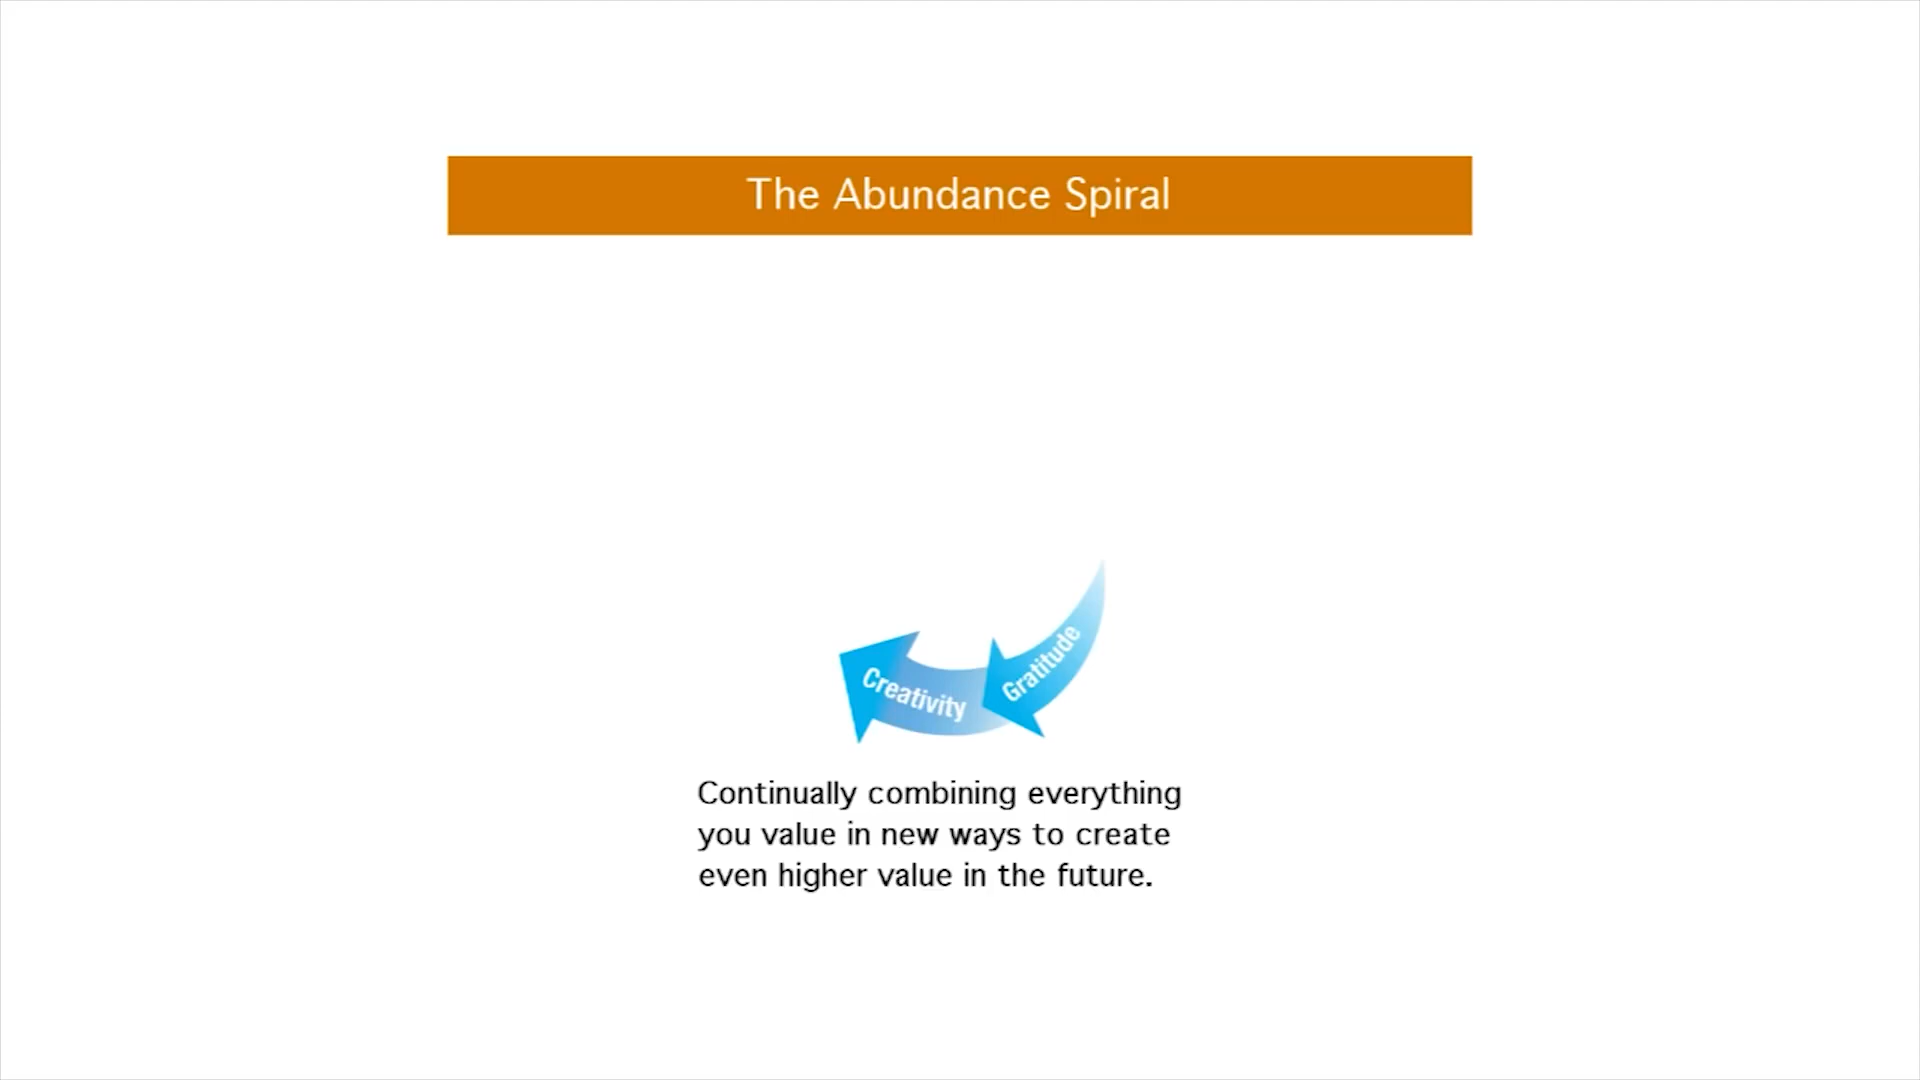 The Abundance Spiral
Gratitude
Creativity
Continually combining everything
you value in new ways to create
even higher value in the future.